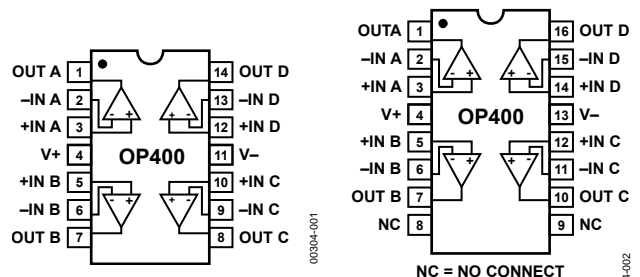 OUT A 1 14 OUT D
–IN A 2 - + + - 13 –IN D
+IN A 3 12 +IN D
V+ 4 OP400 11 V–
+IN B 5 10 +IN C
–IN B 6 + - - + 9 –IN C
OUT B 7 8 OUT C
00304-001
OUTA 1 16 OUT D
–IN A 2 15 –IN D
+IN A 3 - + + - 14 +IN D
V+ 4 OP400 13 V–
+IN B 5 12 +IN C
–IN B 6 + - - + 11 –IN C
OUT B 7 10 OUT C
NC 8 9 NC
NC = NO CONNECT